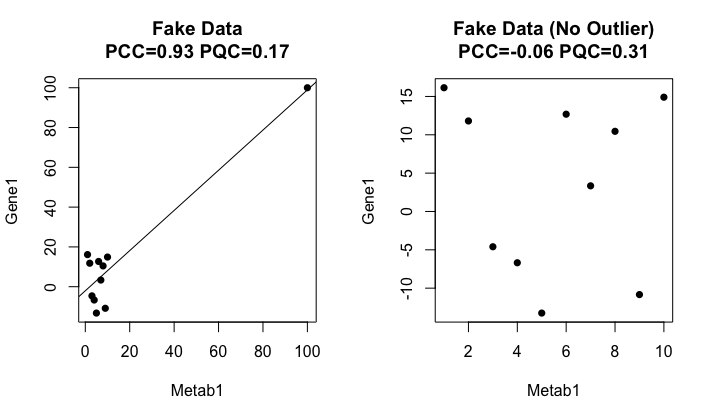 Fake Data
PCC=0.93 PQC=0.17
Gene1
100
80
60
40
20
0
0 20 40 60 80 100
Metab1
Fake Data (No Outlier)
PCC=-0.06 PQC=0.31
Gene1
15
10
5
0
-5
-10
2 4 6 8 10
Metab1